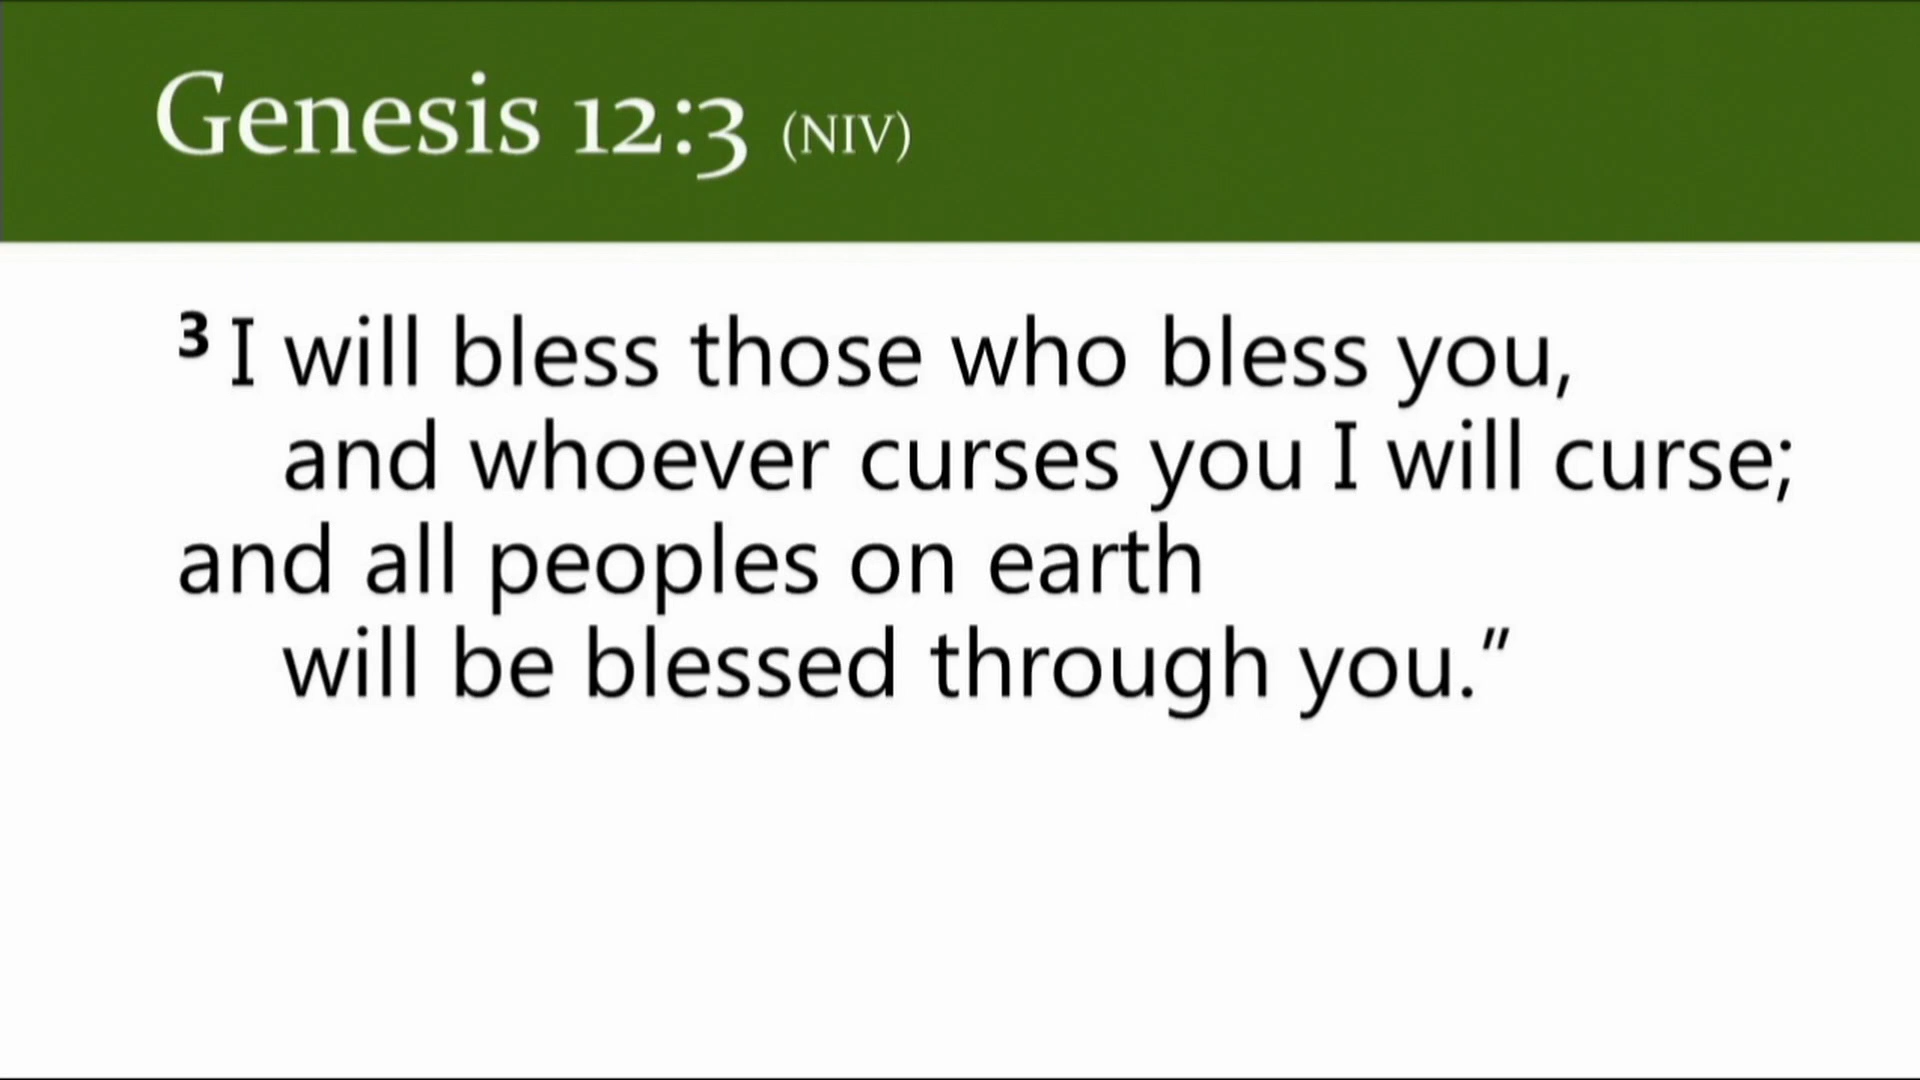 Genesis 12:3 (NIV)
3 I will bless those who bless you,
and whoever curses you I will curse;
and all peoples on earth
will be blessed through you.”